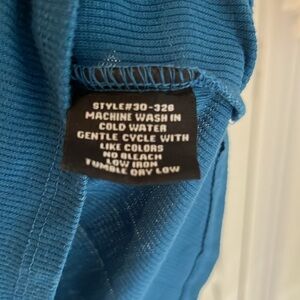 STYLE#30-326
MACHINE WASH IN
COLD WATER
GENTLE CYCLE WITH
LIKE COLORS
NO BLEACH
LOW IRON
TUMBLE DRY LOW